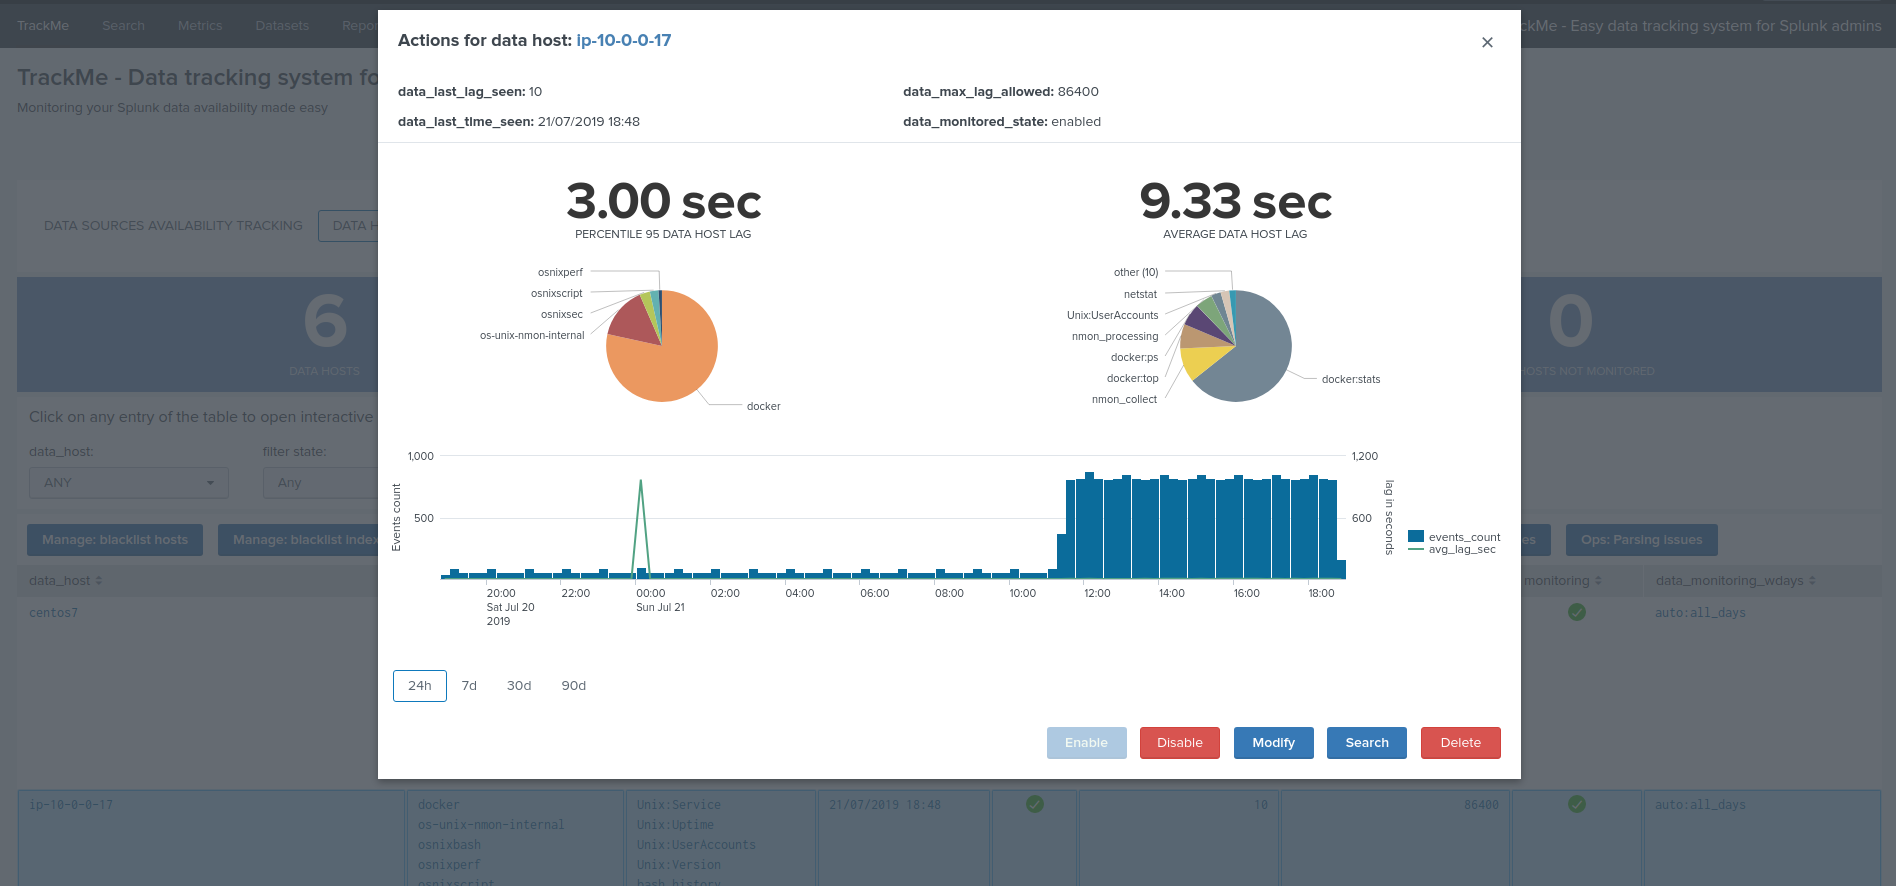 TrackMe Search Metrics Datasets Repor
ckMe - Easy data tracking system for Splunk admins
TrackMe - Data tracking system fo
Monitoring your Splunk data availability made easy
Actions for data host: ip-10-0-0-17
data_last_lag_seen: 10 data_max_lag_allowed: 86400
data_last_time_seen: 21/07/2019 18:48 data_monitored_state: enabled
DATA SOURCES AVAILABILITY TRACKING DATA H
6
DATA HOSTS
0
HOSTS NOT MONITORED
Click on any entry of the table to open interactive
data_host: filter state:
ANY Any
Manage: blacklist hosts Manage: blacklist index es Ops: Parsing issues
data_host monitoring data_monitoring_wdays
centos7 auto:all_days
3.00 sec
PERCENTILE 95 DATA HOST LAG
9.33 sec
AVERAGE DATA HOST LAG
osnixperf
osnixscript
osnixsec
os-unix-nmon-internal
docker
other (10)
netstat
Unix:UserAccounts
nmon_processing
docker:ps
docker:top
nmon_collect
docker:stats
1,000 1,200
500 600
Events count
lag in seconds
events_count
avg_lag_sec
20:00 22:00 00:00 02:00 04:00 06:00 08:00 10:00 12:00 14:00 16:00 18:00
Sat Jul 20 Sun Jul 21
2019
24h 7d 30d 90d
Enable Disable Modify Search Delete
ip-10-0-0-17 docker Unix:Service 21/07/2019 18:48 10 86400 auto:all_days
os-unix-nmon-internal Unix:Uptime
osnixbash Unix:UserAccounts
osnixperf Unix:Version
osnixscript bash_history